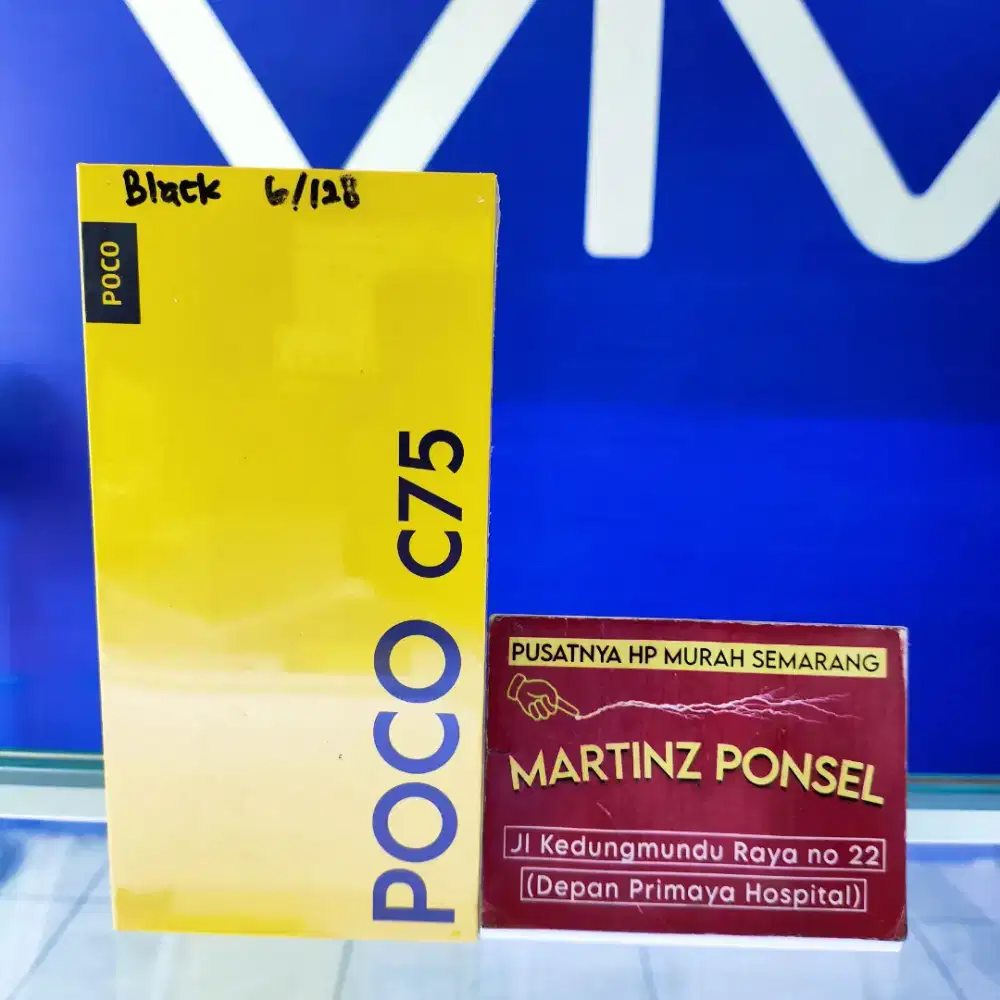 Black 6/128
POCO
POCO C75
PUSATNYA HP MURAH SEMARANG
MARTINZ PONSEL
Jl Kedungmundu Raya no 22
(Depan Primaya Hospital)